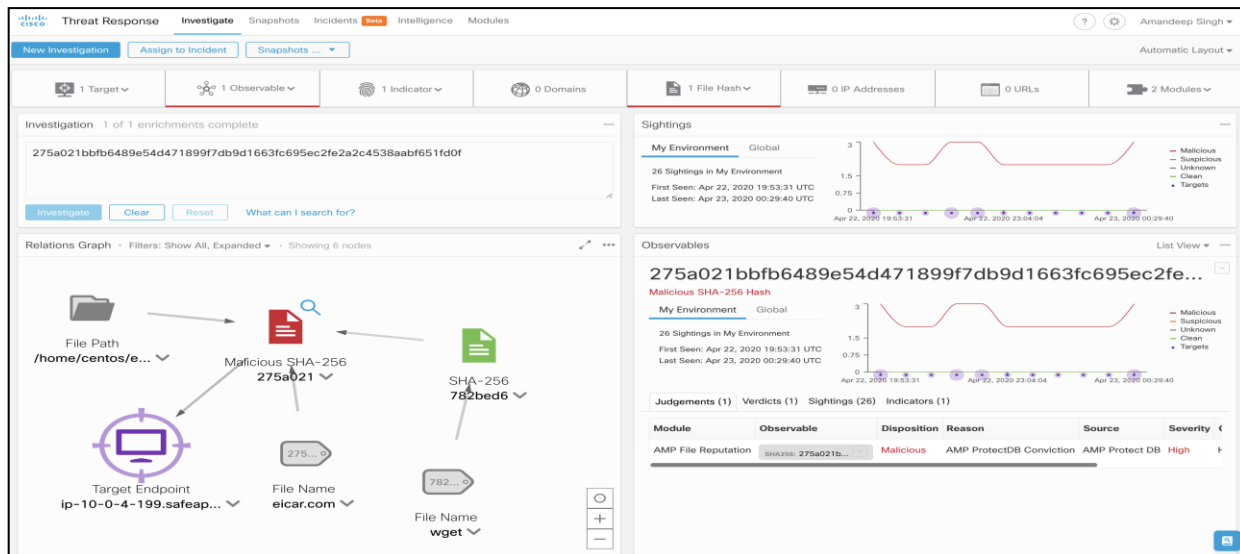 cisco Threat Response Investigate Snapshots Incidents Beta Intelligence Modules ? Amandeep Singh
New Investigation Assign to Incident Snapshots ... Automatic Layout
1 Target 1 Observable 1 Indicator 0 Domains 1 File Hash 0 IP Addresses 0 URLs 2 Modules
Investigation 1 of 1 enrichments complete
275a021bbfb6489e54d471899f7db9d1663fc695ec2fe2a2c4538aabf651fd0f
Investigate Clear Reset What can I search for?
Sightings
My Environment Global
26 Sightings in My Environment
First Seen: Apr 22, 2020 19:53:31 UTC
Last Seen: Apr 23, 2020 00:29:40 UTC
3
1.5
0.75
0
Apr 22, 2020 19:53:31 Apr 22, 2020 23:04:04 Apr 23, 2020 00:29:40
Malicious
Suspicious
Unknown
Clean
Targets
Relations Graph · Filters: Show All, Expanded · Showing 6 nodes
File Path
/home/centos/e...
Malicious SHA-256
275a021
SHA-256
782bed6
Target Endpoint
ip-10-0-4-199.safeap...
275...
File Name
eicar.com
782...
File Name
wget
Observables List View
275a021bbfb6489e54d471899f7db9d1663fc695ec2fe...
Malicious SHA-256 Hash
My Environment Global
26 Sightings in My Environment
First Seen: Apr 22, 2020 19:53:31 UTC
Last Seen: Apr 23, 2020 00:29:40 UTC
3
1.5
0.75
0
Apr 22, 2020 19:53:31 Apr 22, 2020 23:04:04 Apr 23, 2020 00:29:40
Malicious
Suspicious
Unknown
Clean
Targets
Judgements (1) Verdicts (1) Sightings (26) Indicators (1)
Module Observable Disposition Reason Source Severity
AMP File Reputation SHA256: 275a021b... Malicious AMP ProtectDB Conviction AMP Protect DB High